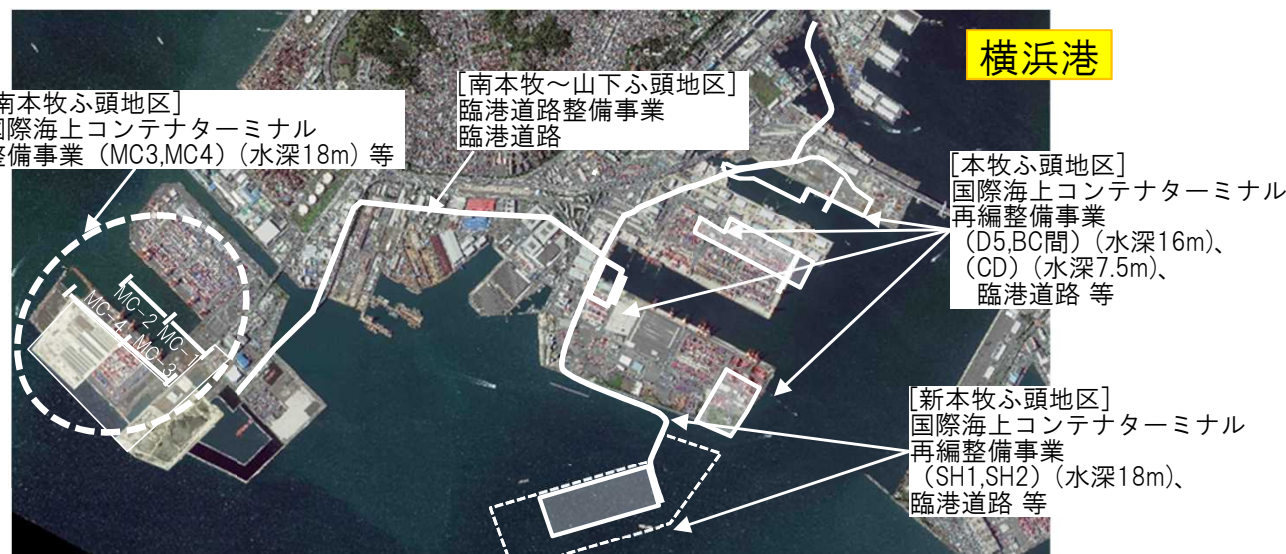 横浜港
南本牧ふ頭地区]
国際海上コンテナターミナル
整備事業（MC3,MC4）(水深18m) 等
[南本牧～山下ふ頭地区]
臨港道路整備事業
臨港道路
[本牧ふ頭地区]
国際海上コンテナターミナル
再編整備事業
（D5,BC間）(水深16m)、
（CD）(水深7.5m)、
臨港道路 等
MC-2 MC-1
MC-4 MC-3
[新本牧ふ頭地区]
国際海上コンテナターミナル
再編整備事業
（SH1,SH2）(水深18m)、
臨港道路 等